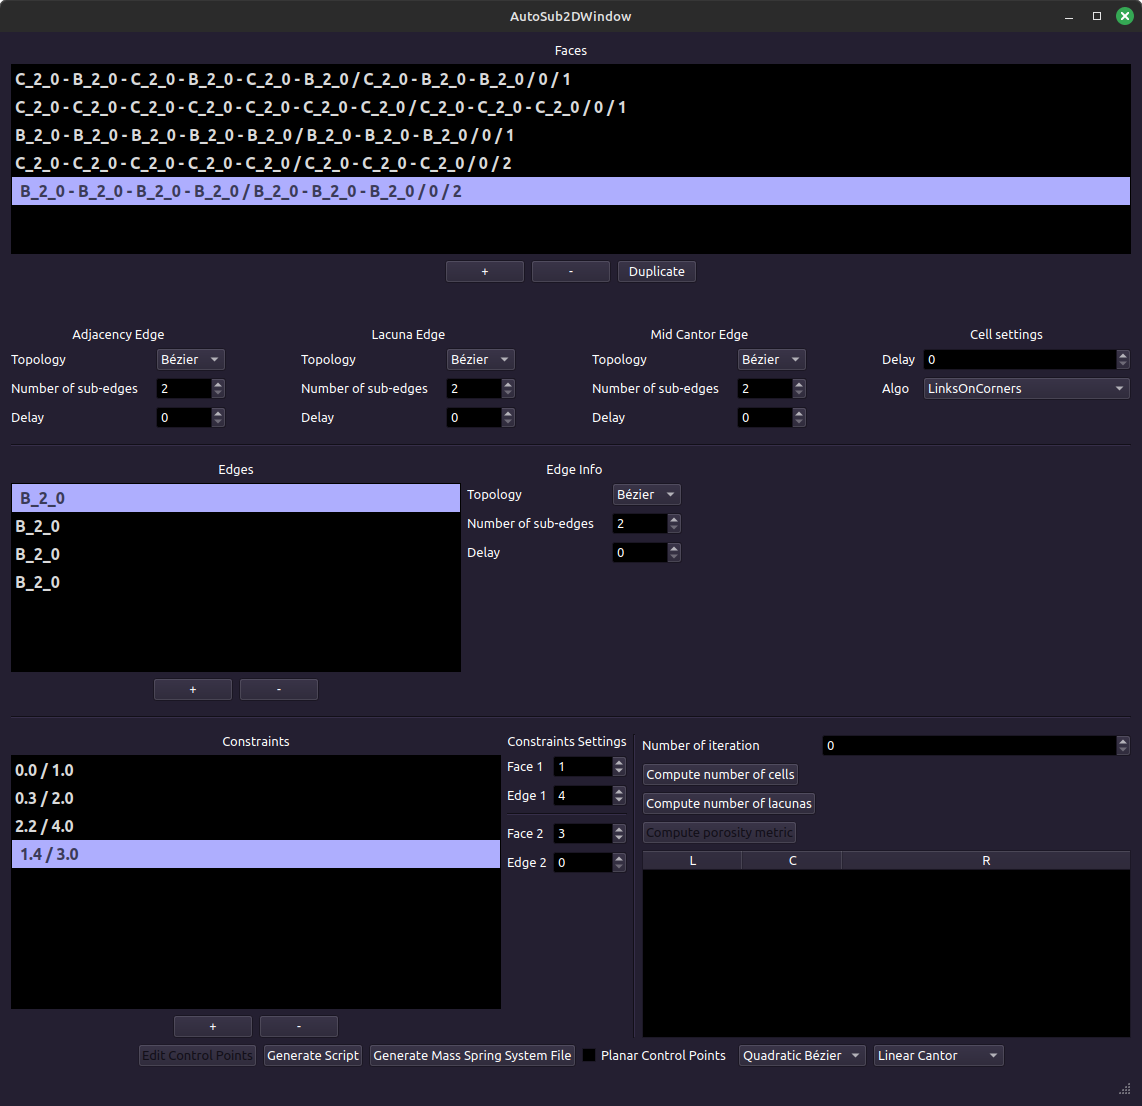 AutoSub2DWindow
Faces
C_2_0 - B_2_0 - C_2_0 - B_2_0 - C_2_0 - B_2_0 / C_2_0 - B_2_0 - B_2_0 / 0 / 1
C_2_0 - C_2_0 - C_2_0 - C_2_0 - C_2_0 - C_2_0 - C_2_0 / C_2_0 - C_2_0 - C_2_0 / 0 / 1
B_2_0 - B_2_0 - B_2_0 - B_2_0 - B_2_0 / B_2_0 - B_2_0 - B_2_0 / 0 / 1
C_2_0 - C_2_0 - C_2_0 - C_2_0 - C_2_0 / C_2_0 - C_2_0 - C_2_0 / 0 / 2
B_2_0 - B_2_0 - B_2_0 - B_2_0 / B_2_0 - B_2_0 - B_2_0 / 0 / 2
+ - Duplicate
Adjacency Edge Lacuna Edge Mid Cantor Edge Cell settings
Topology Bézier Topology Bézier Topology Bézier Delay 0
Number of sub-edges 2 Number of sub-edges 2 Number of sub-edges 2 Algo LinksOnCorners
Delay 0 Delay 0 Delay 0
Edges Edge Info
B_2_0 Topology Bézier
B_2_0 Number of sub-edges 2
B_2_0 Delay 0
B_2_0
+ -
Constraints Constraints Settings Number of iteration 0
0.0 / 1.0 Face 1 1 Compute number of cells
0.3 / 2.0 Edge 1 4 Compute number of lacunas
2.2 / 4.0 Face 2 3 Compute porosity metric
1.4 / 3.0 Edge 2 0 L C R
+ -
Edit Control Points Generate Script Generate Mass Spring System File Planar Control Points Quadratic Bézier Linear Cantor